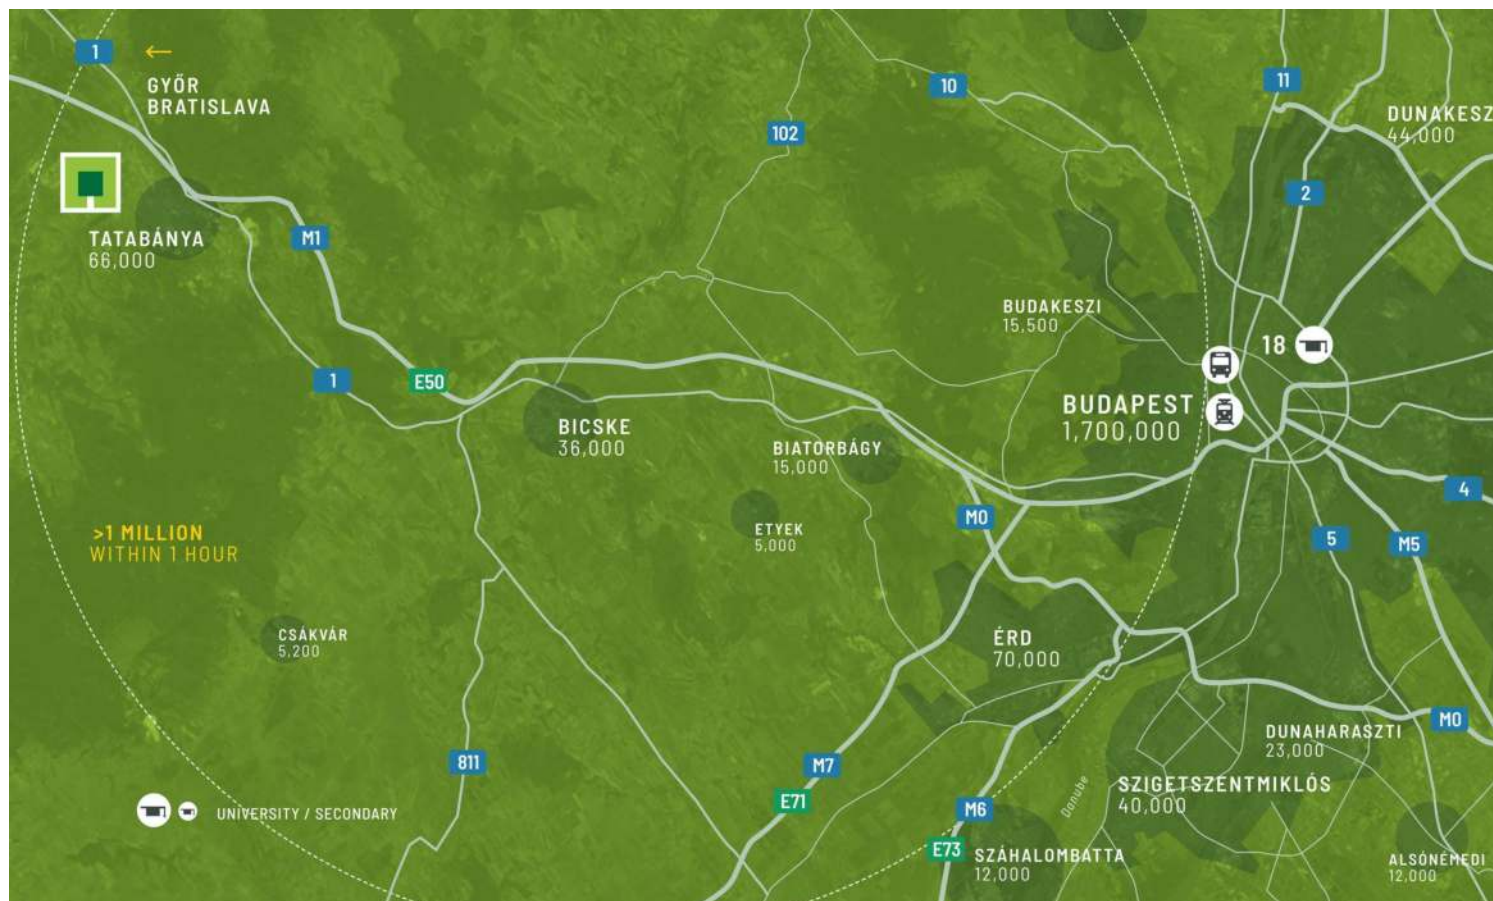 1
←
GYŐR
BRATISLAVA
10
11
102
DUNAKESZ
44,000
2
TATABÁNYA
66,000
M1
BUDAKESZI
15,500
18
1
E50
BUDAPEST
1,700,000
BICSKE
36,000
BIATORBÁGY
15,000
4
M0
>1 MILLION
WITHIN 1 HOUR
ETYEK
5,000
5
M5
CSÁKVÁR
5,200
ÉRD
70,000
M0
DUNAHARASZTI
23,000
811
M7
SZIGETSZENTMIKLÓS
40,000
E71
Danube
M6
UNIVERSITY / SECONDARY
E73
SZÁHALOMBATTA
12,000
ALSÓNÉMEDI
12,000